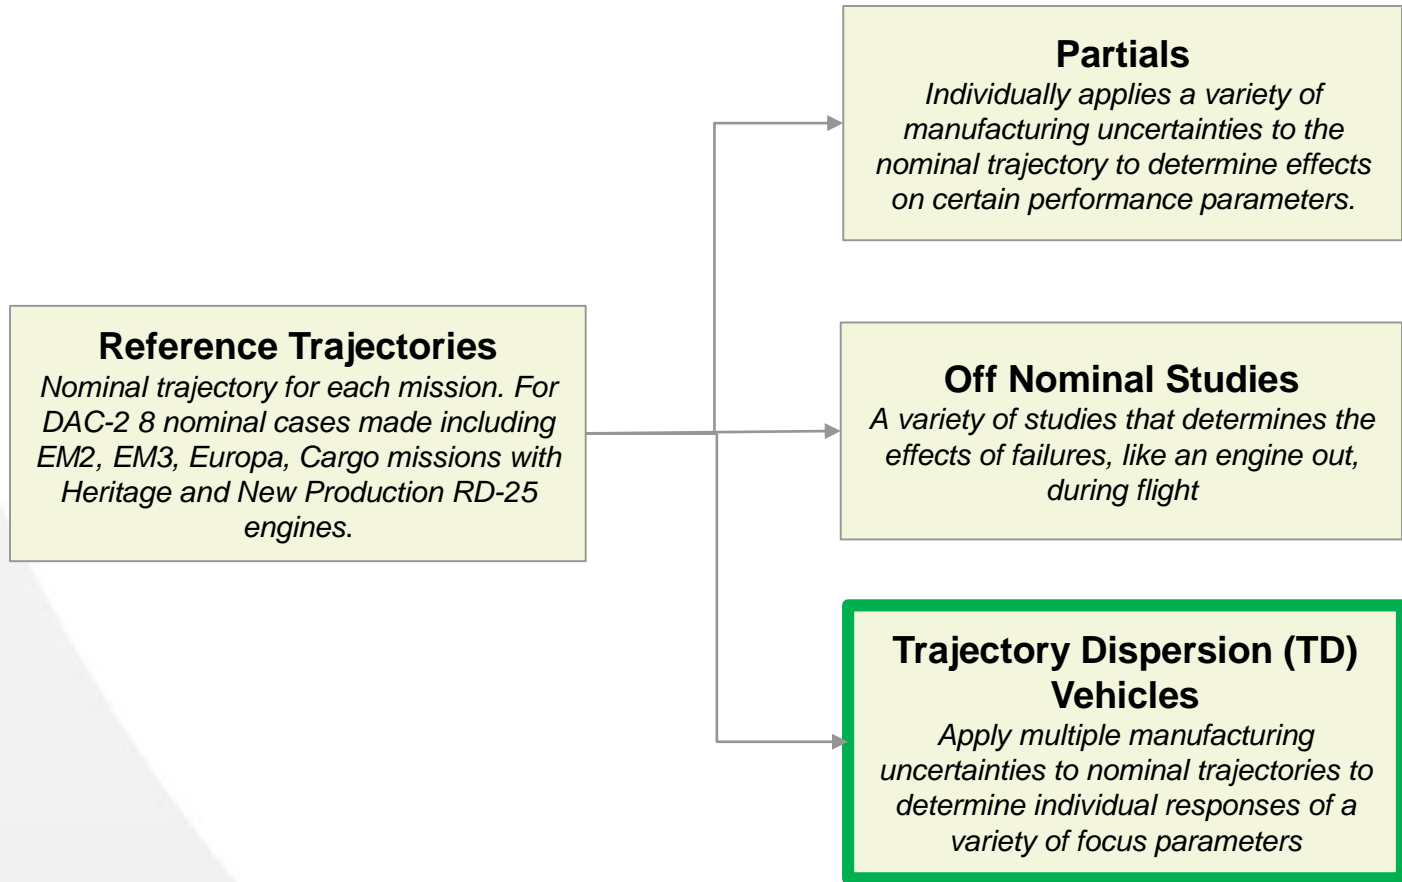 Partials
Individually applies a variety of
manufacturing uncertainties to the
nominal trajectory to determine effects
on certain performance parameters.
Reference Trajectories
Nominal trajectory for each mission. For
DAC-2 8 nominal cases made including
EM2, EM3, Europa, Cargo missions with
Heritage and New Production RD-25
engines.
Off Nominal Studies
A variety of studies that determines the
effects of failures, like an engine out,
during flight
Trajectory Dispersion (TD)
Vehicles
Apply multiple manufacturing
uncertainties to nominal trajectories to
determine individual responses of a
variety of focus parameters